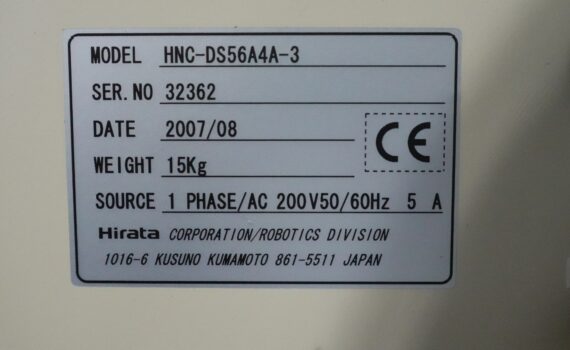 MODEL HNC-DS56A4A-3
SER.NO 32362
DATE 2007/08
WEIGHT 15Kg
CE
SOURCE 1 PHASE/AC 200V50/60Hz 5 A
Hirata CORPORATION/ROBOTICS DIVISION
1016-6 KUSUNO KUMAMOTO 861-5511 JAPAN